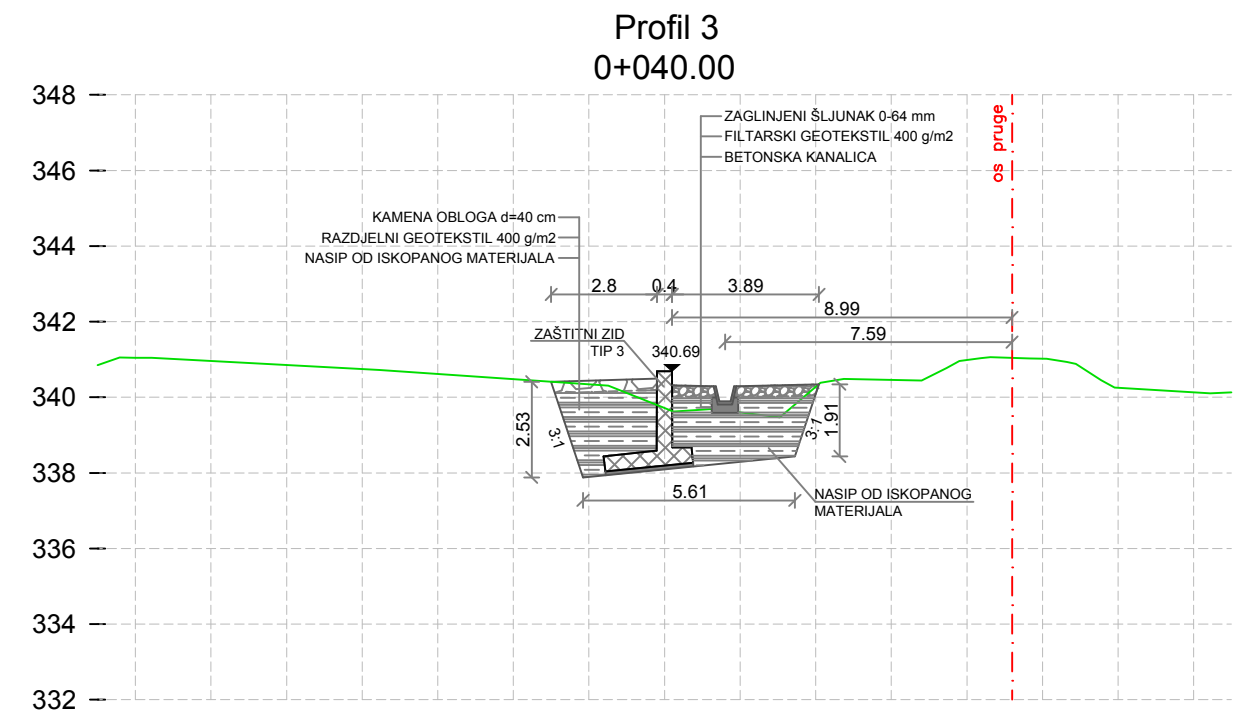 Profil 3
0+040.00
348
346
344
342
340
338
336
334
332
ZAGLINJENI ŠLJUNAK 0-64 mm
FILTARSKI GEOTEKSTIL 400 g/m2
BETONSKA KANALICA
os pruge
KAMENA OBLOGA d=40 cm
RAZDJELNI GEOTEKSTIL 400 g/m2
NASIP OD ISKOPANOG MATERIJALA
2.8
0.4
3.89
8.99
7.59
ZAŠTITNI ZID
TIP 3
340.69
2.53
3:1
3:1
1.91
5.61
NASIP OD ISKOPANOG
MATERIJALA